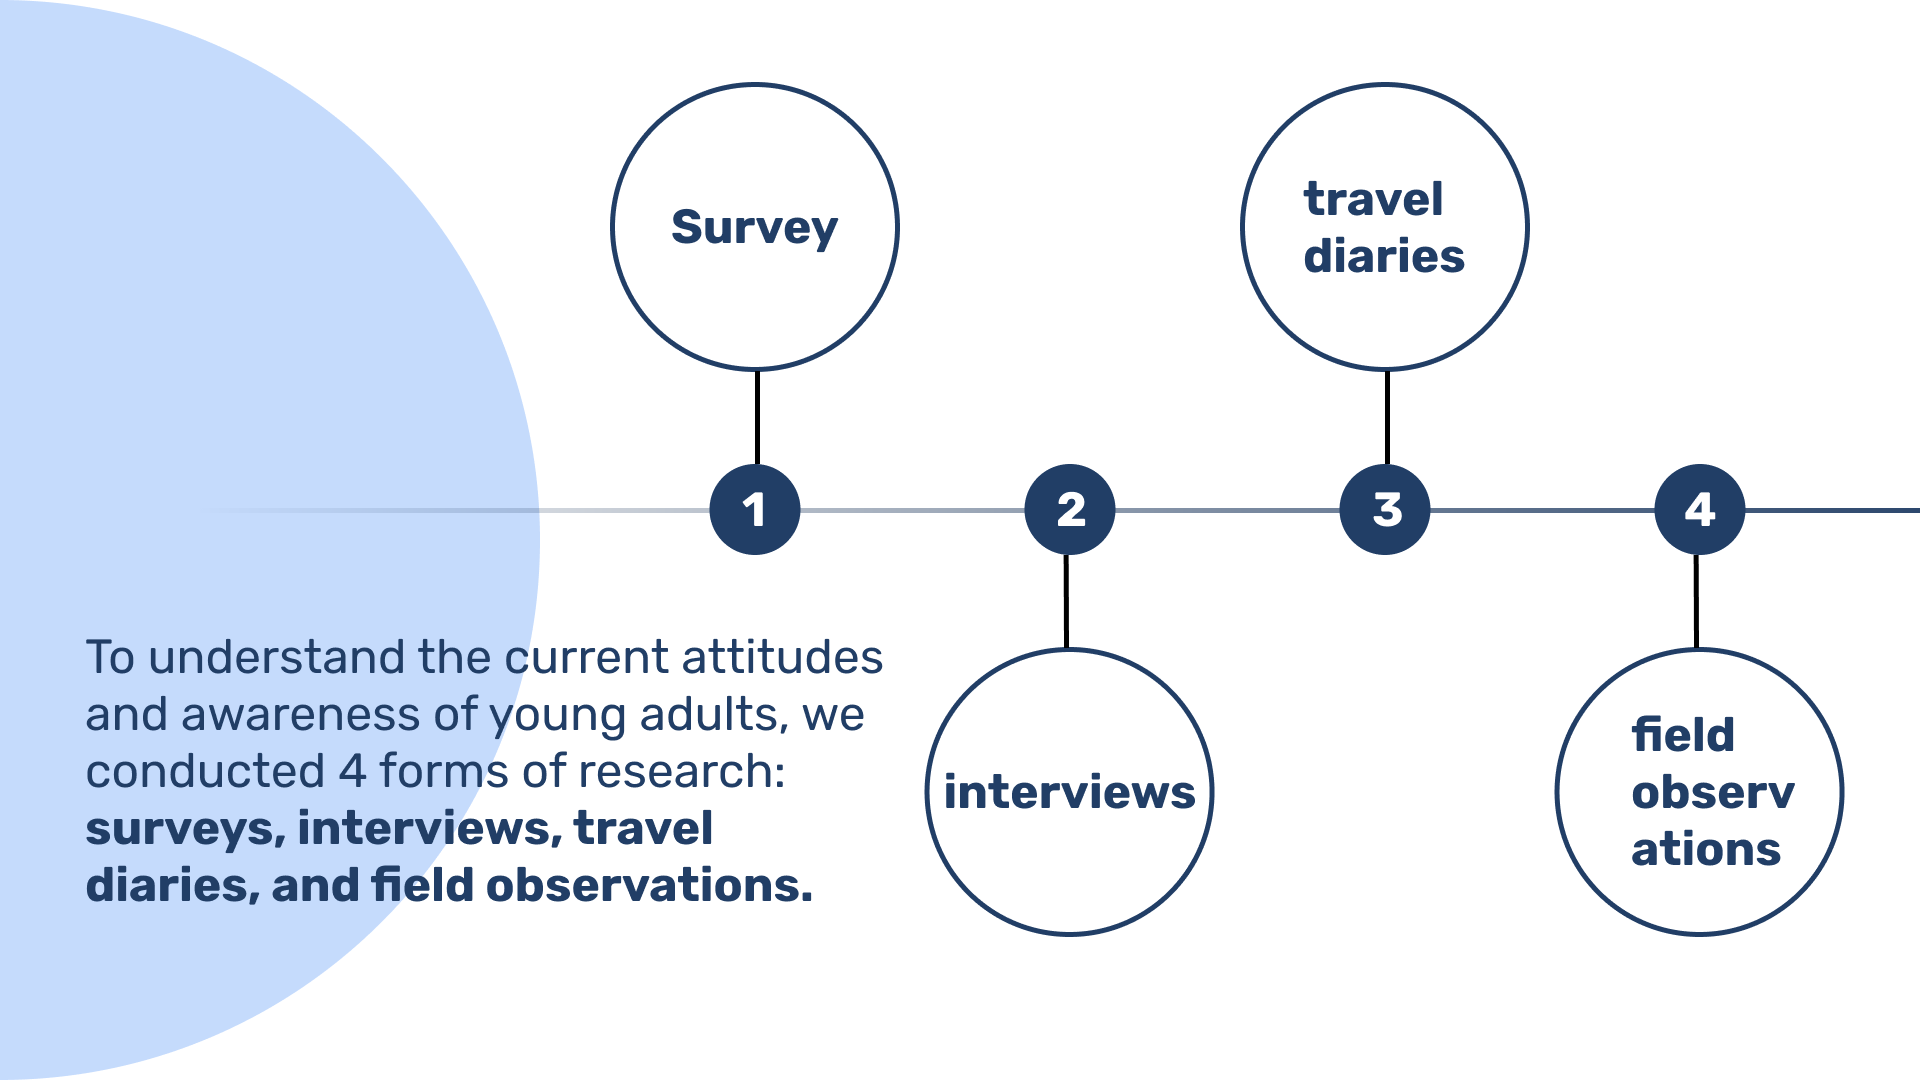 Survey
travel
diaries
1
2
3
4
To understand the current attitudes
and awareness of young adults, we
conducted 4 forms of research:
surveys, interviews, travel
diaries, and field observations.
interviews
field
observ
ations